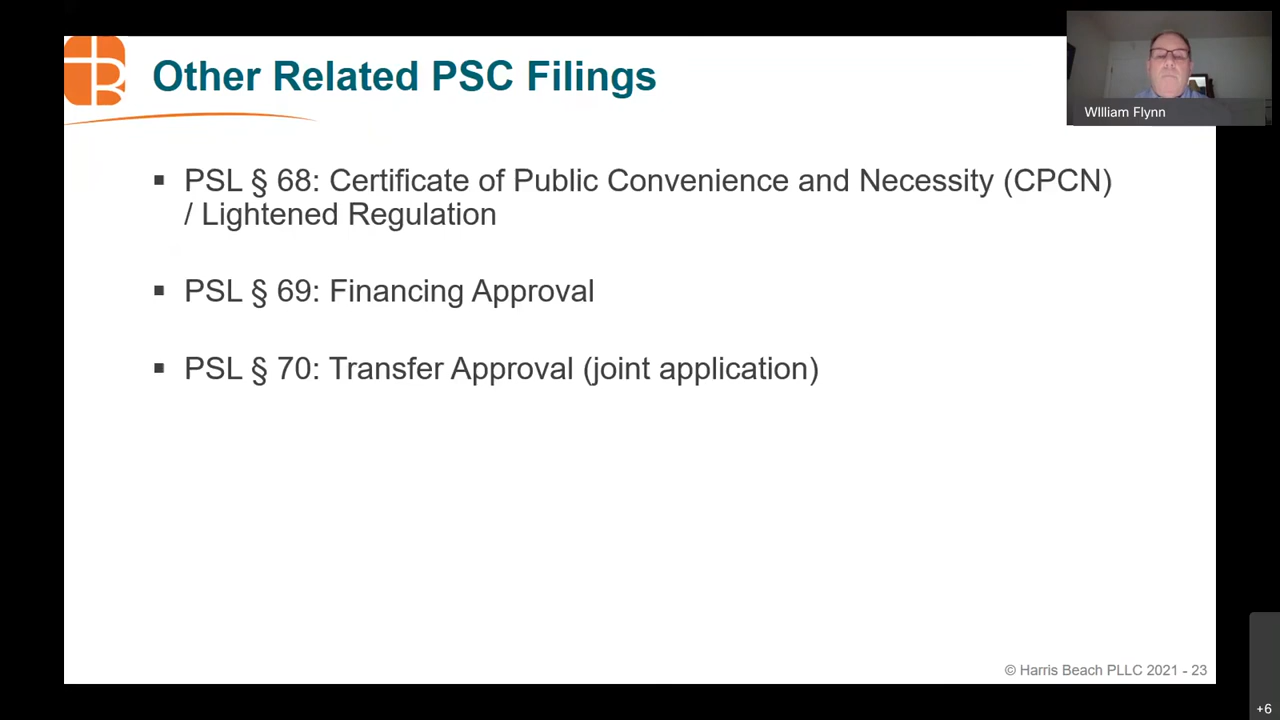 Other Related PSC Filings
WIlliam Flynn
▪ PSL § 68: Certificate of Public Convenience and Necessity (CPCN)
/ Lightened Regulation
▪ PSL § 69: Financing Approval
▪ PSL § 70: Transfer Approval (joint application)
© Harris Beach PLLC 2021 - 23
+6